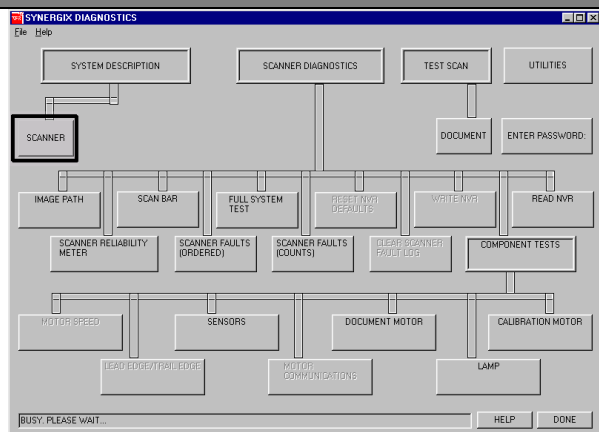 SYNERGIX DIAGNOSTICS
File Help
SYSTEM DESCRIPTION
SCANNER DIAGNOSTICS
TEST SCAN
UTILITIES
SCANNER
DOCUMENT
ENTER PASSWORD:
IMAGE PATH
SCAN BAR
FULL SYSTEM
TEST
RESET NVR
DEFAULTS
WRITE NVR
READ NVR
SCANNER RELIABILITY
METER
SCANNER FAULTS
(ORDERED)
SCANNER FAULTS
(COUNTS)
CLEAR SCANNER
FAULT LOG
COMPONENT TESTS
MOTOR SPEED
SENSORS
DOCUMENT MOTOR
CALIBRATION MOTOR
LEAD EDGE/TRAIL EDGE
MOTOR
COMMUNICATIONS
LAMP
BUSY. PLEASE WAIT...
HELP
DONE